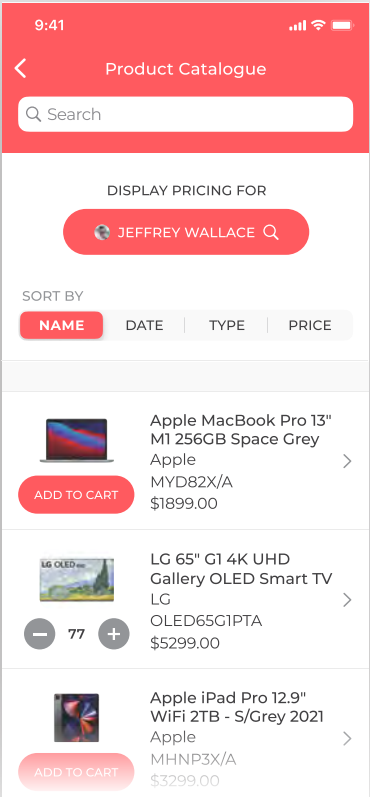 9:41
Product Catalogue
Search
DISPLAY PRICING FOR
JEFFREY WALLACE
SORT BY
NAME DATE TYPE PRICE
Apple MacBook Pro 13"
M1 256GB Space Grey
Apple
MYD82X/A
$1899.00
ADD TO CART
LG OLED
LG 65" G1 4K UHD
Gallery OLED Smart TV
LG
OLED65G1PTA
$5299.00
77
Apple iPad Pro 12.9"
WiFi 2TB - S/Grey 2021
Apple
MHNP3X/A
$3299.00
ADD TO CART